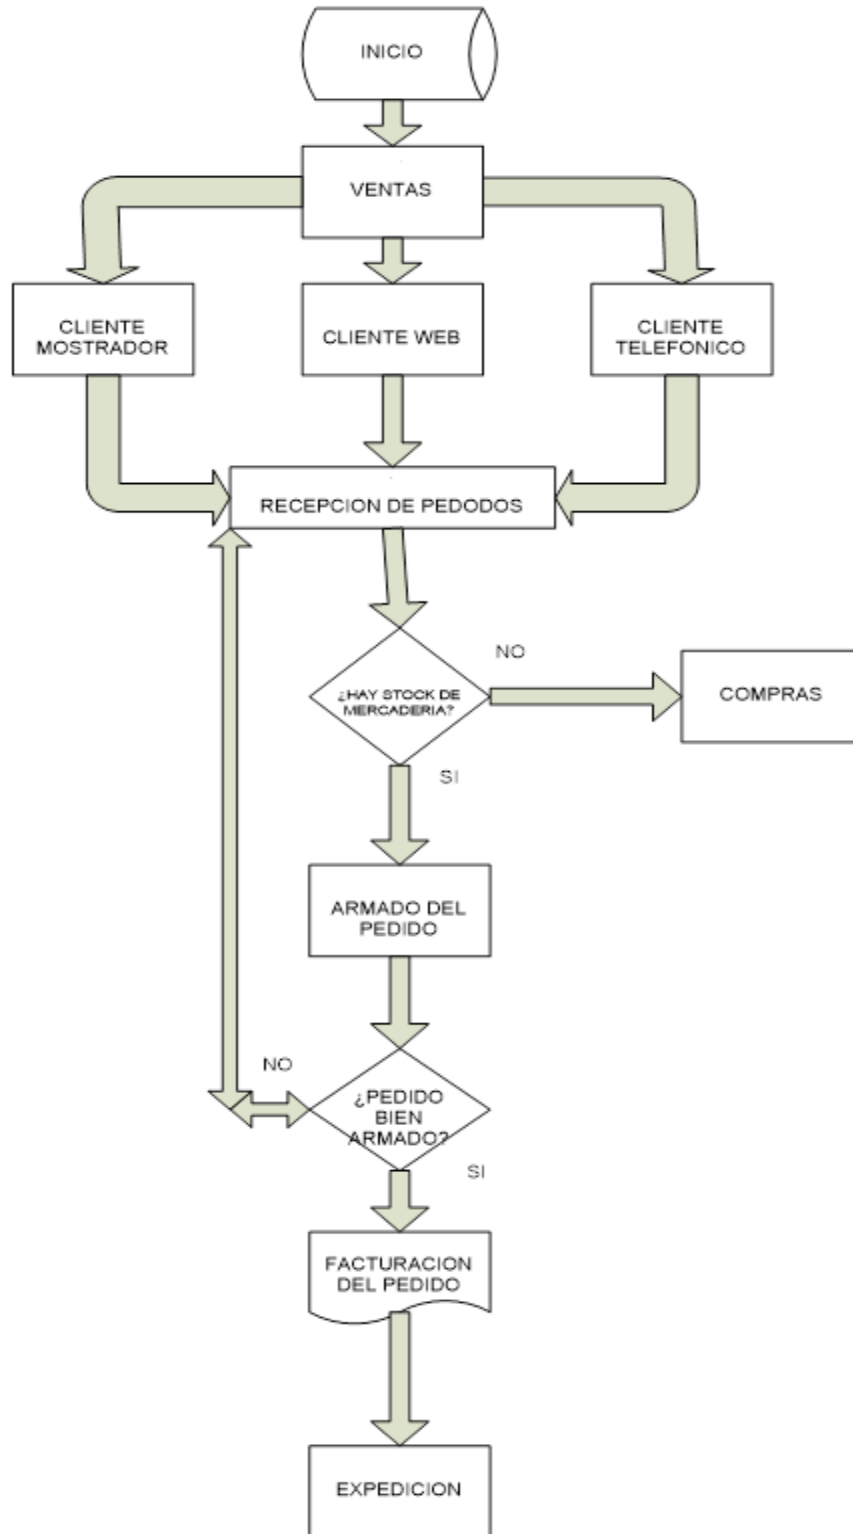 INICIO
VENTAS
CLIENTE
MOSTRADOR
CLIENTE WEB
CLIENTE
TELEFONICO
RECEPCION DE PEDODOS
¿HAY STOCK DE
MERCADERIA?
NO
COMPRAS
SI
ARMADO DEL
PEDIDO
NO
¿PEDIDO
BIEN
ARMADO?
SI
FACTURACION
DEL PEDIDO
EXPEDICION